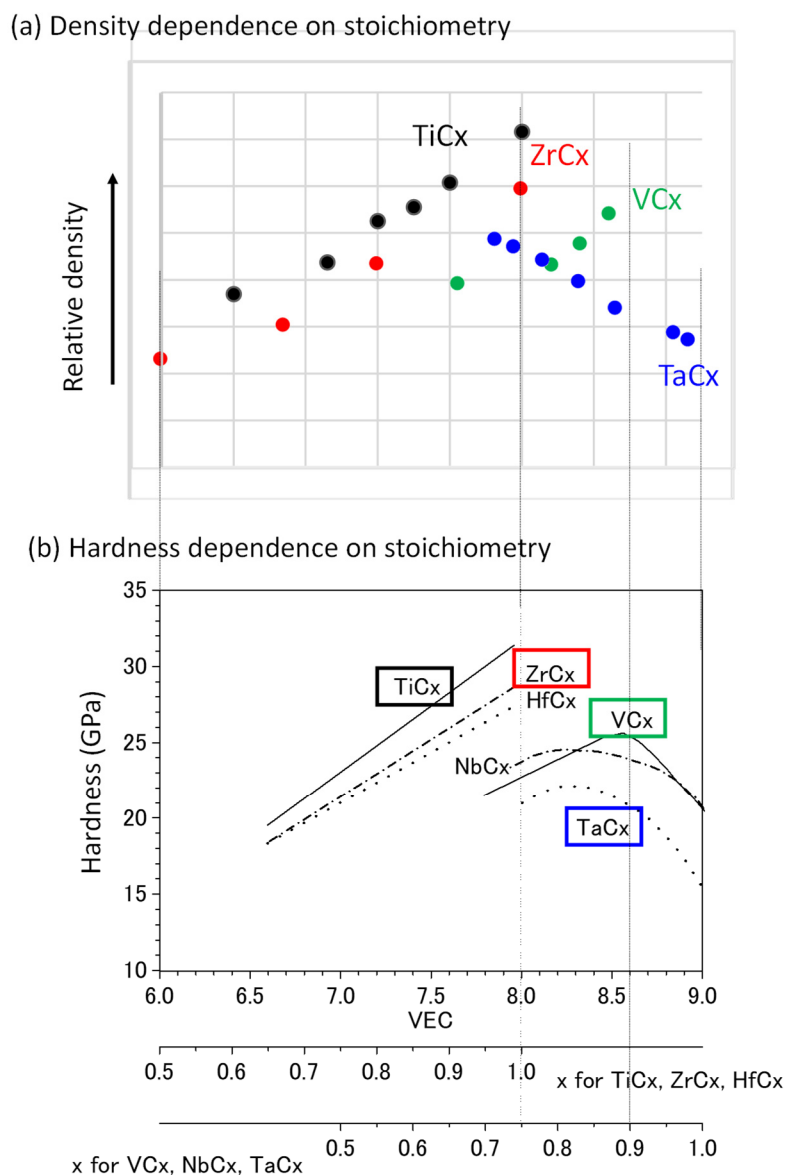 (a) Density dependence on stoichiometry
TiCx
ZrCx
VCx
TaCx
Relative density
(b) Hardness dependence on stoichiometry
35
30
25
20
15
10
Hardness (GPa)
TiCx
ZrCx
HfCx
VCx
NbCx
TaCx
6.0 6.5 7.0 7.5 8.0 8.5 9.0
VEC
0.5 0.6 0.7 0.8 0.9 1.0 x for TiCx, ZrCx, HfCx
0.5 0.6 0.7 0.8 0.9 1.0
x for VCx, NbCx, TaCx